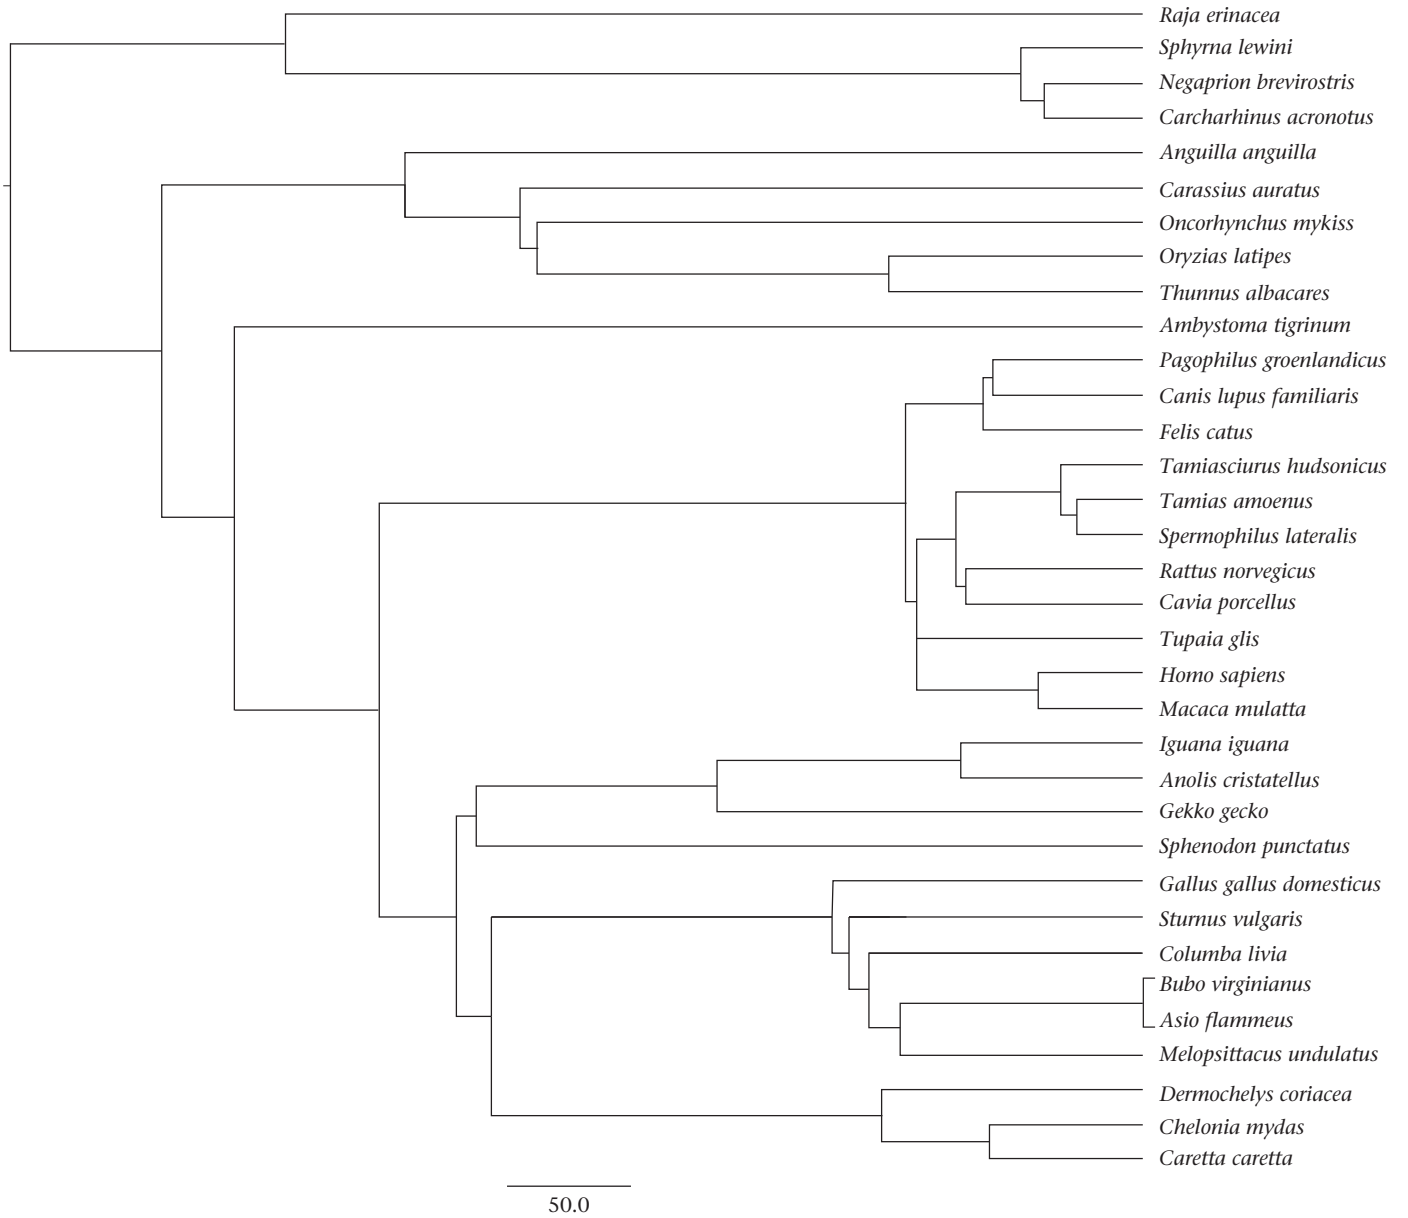 Raja erinacea
Sphyrna lewini
Negaprion brevirostris
Carcharhinus acronotus
Anguilla anguilla
Carassius auratus
Oncorhynchus mykiss
Oryzias latipes
Thunnus albacares
Ambystoma tigrinum
Pagophilus groenlandicus
Canis lupus familiaris
Felis catus
Tamiasciurus hudsonicus
Tamias amoenus
Spermophilus lateralis
Rattus norvegicus
Cavia porcellus
Tupaia glis
Homo sapiens
Macaca mulatta
Iguana iguana
Anolis cristatellus
Gekko gecko
Sphenodon punctatus
Gallus gallus domesticus
Sturnus vulgaris
Columba livia
Bubo virginianus
Asio flammeus
Melopsittacus undulatus
Dermochelys coriacea
Chelonia mydas
Caretta caretta
50.0